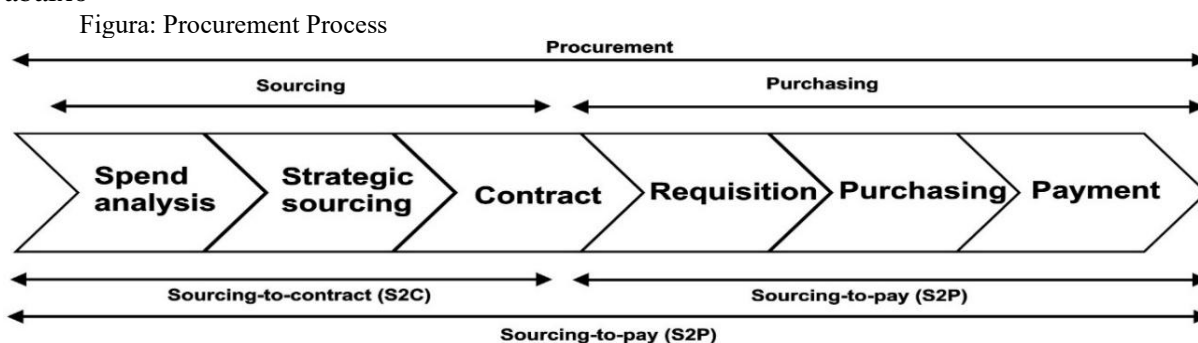 Figura: Procurement Process
Procurement
Sourcing
Purchasing
Spend
analysis
Strategic
sourcing
Contract
Requisition
Purchasing
Payment
Sourcing-to-contract (S2C)
Sourcing-to-pay (S2P)
Sourcing-to-pay (S2P)